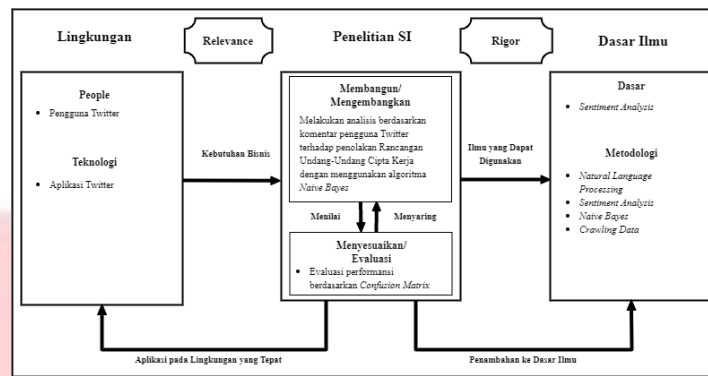 Lingkungan
Relevance
Penelitian SI
Rigor
Dasar Ilmu
People
• Pengguna Twitter
Teknologi
• Aplikasi Twitter
Kebutuhan Bisnis
Membangun/
Mengembangkan
Melakukan analisis berdasarkan
komentar pengguna Twitter
terhadap penolakan Rancangan
Undang-Undang Cipta Kerja
dengan menggunakan algoritma
Naive Bayes
Menilai
Menyaring
Menyesuaikan/
Evaluasi
• Evaluasi performansi
berdasarkan Confusion Matrix
Ilmu yang Dapat
Digunakan
Dasar
• Sentiment Analysis
Metodologi
• Natural Language
Processing
• Sentiment Analysis
• Naive Bayes
• Crawling Data
Aplikasi pada Lingkungan yang Tepat
Penambahan ke Dasar Ilmu